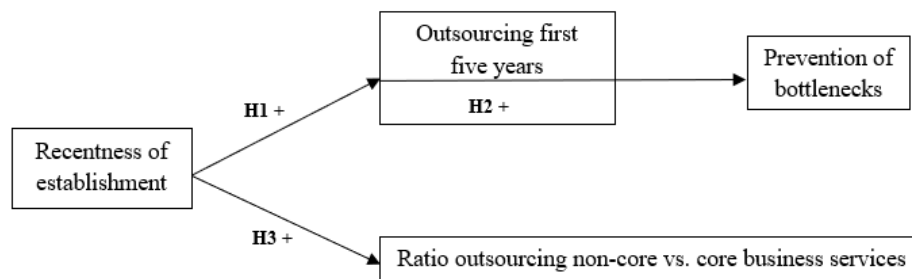 Outsourcing first
five years
H2 +
Prevention of
bottlenecks
H1 +
Recentness of
establishment
H3 +
Ratio outsourcing non-core vs. core business services